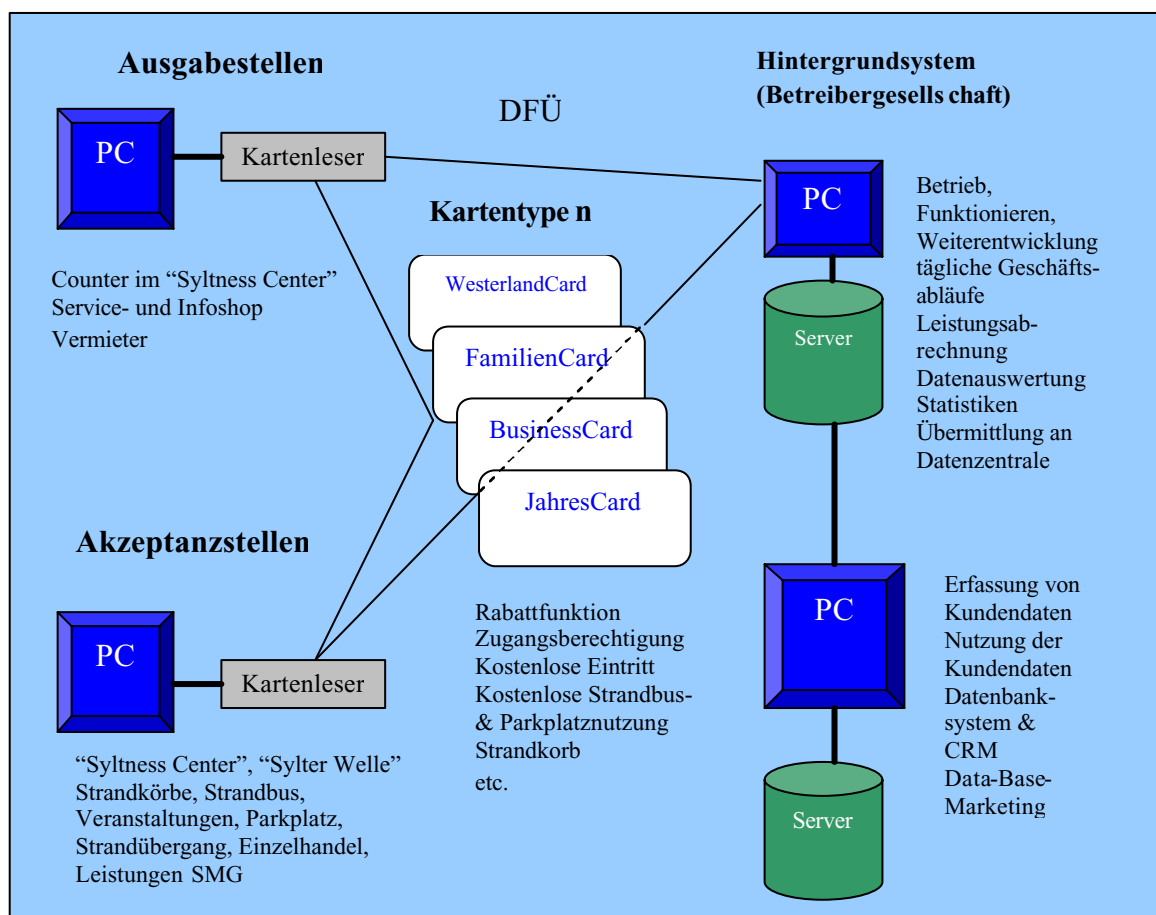 Ausgabestellen
PC
Kartenleser
Counter im “Syltness Center”
Service- und Infoshop
Vermieter
DFÜ
Hintergrundsystem
(Betreibergesells chaft)
PC
Server
Betrieb,
Funktionieren,
Weiterentwicklung
tägliche Geschäfts-
abläufe
Leistungsab-
rechnung
Datenauswertung
Statistiken
Übermittlung an
Datenzentrale
Kartentype n
WesterlandCard
FamilienCard
BusinessCard
JahresCard
Rabattfunktion
Zugangsberechtigung
Kostenlose Eintritt
Kostenlose Strandbus-
& Parkplatznutzung
Strandkorb
etc.
Akzeptanzstellen
PC
Kartenleser
“Syltness Center”, “Sylter Welle”
Strandkörbe, Strandbus,
Veranstaltungen, Parkplatz,
Strandübergang, Einzelhandel,
Leistungen SMG
PC
Server
Erfassung von
Kundendaten
Nutzung der
Kundendaten
Datenbank-
system &
CRM
Data-Base-
Marketing